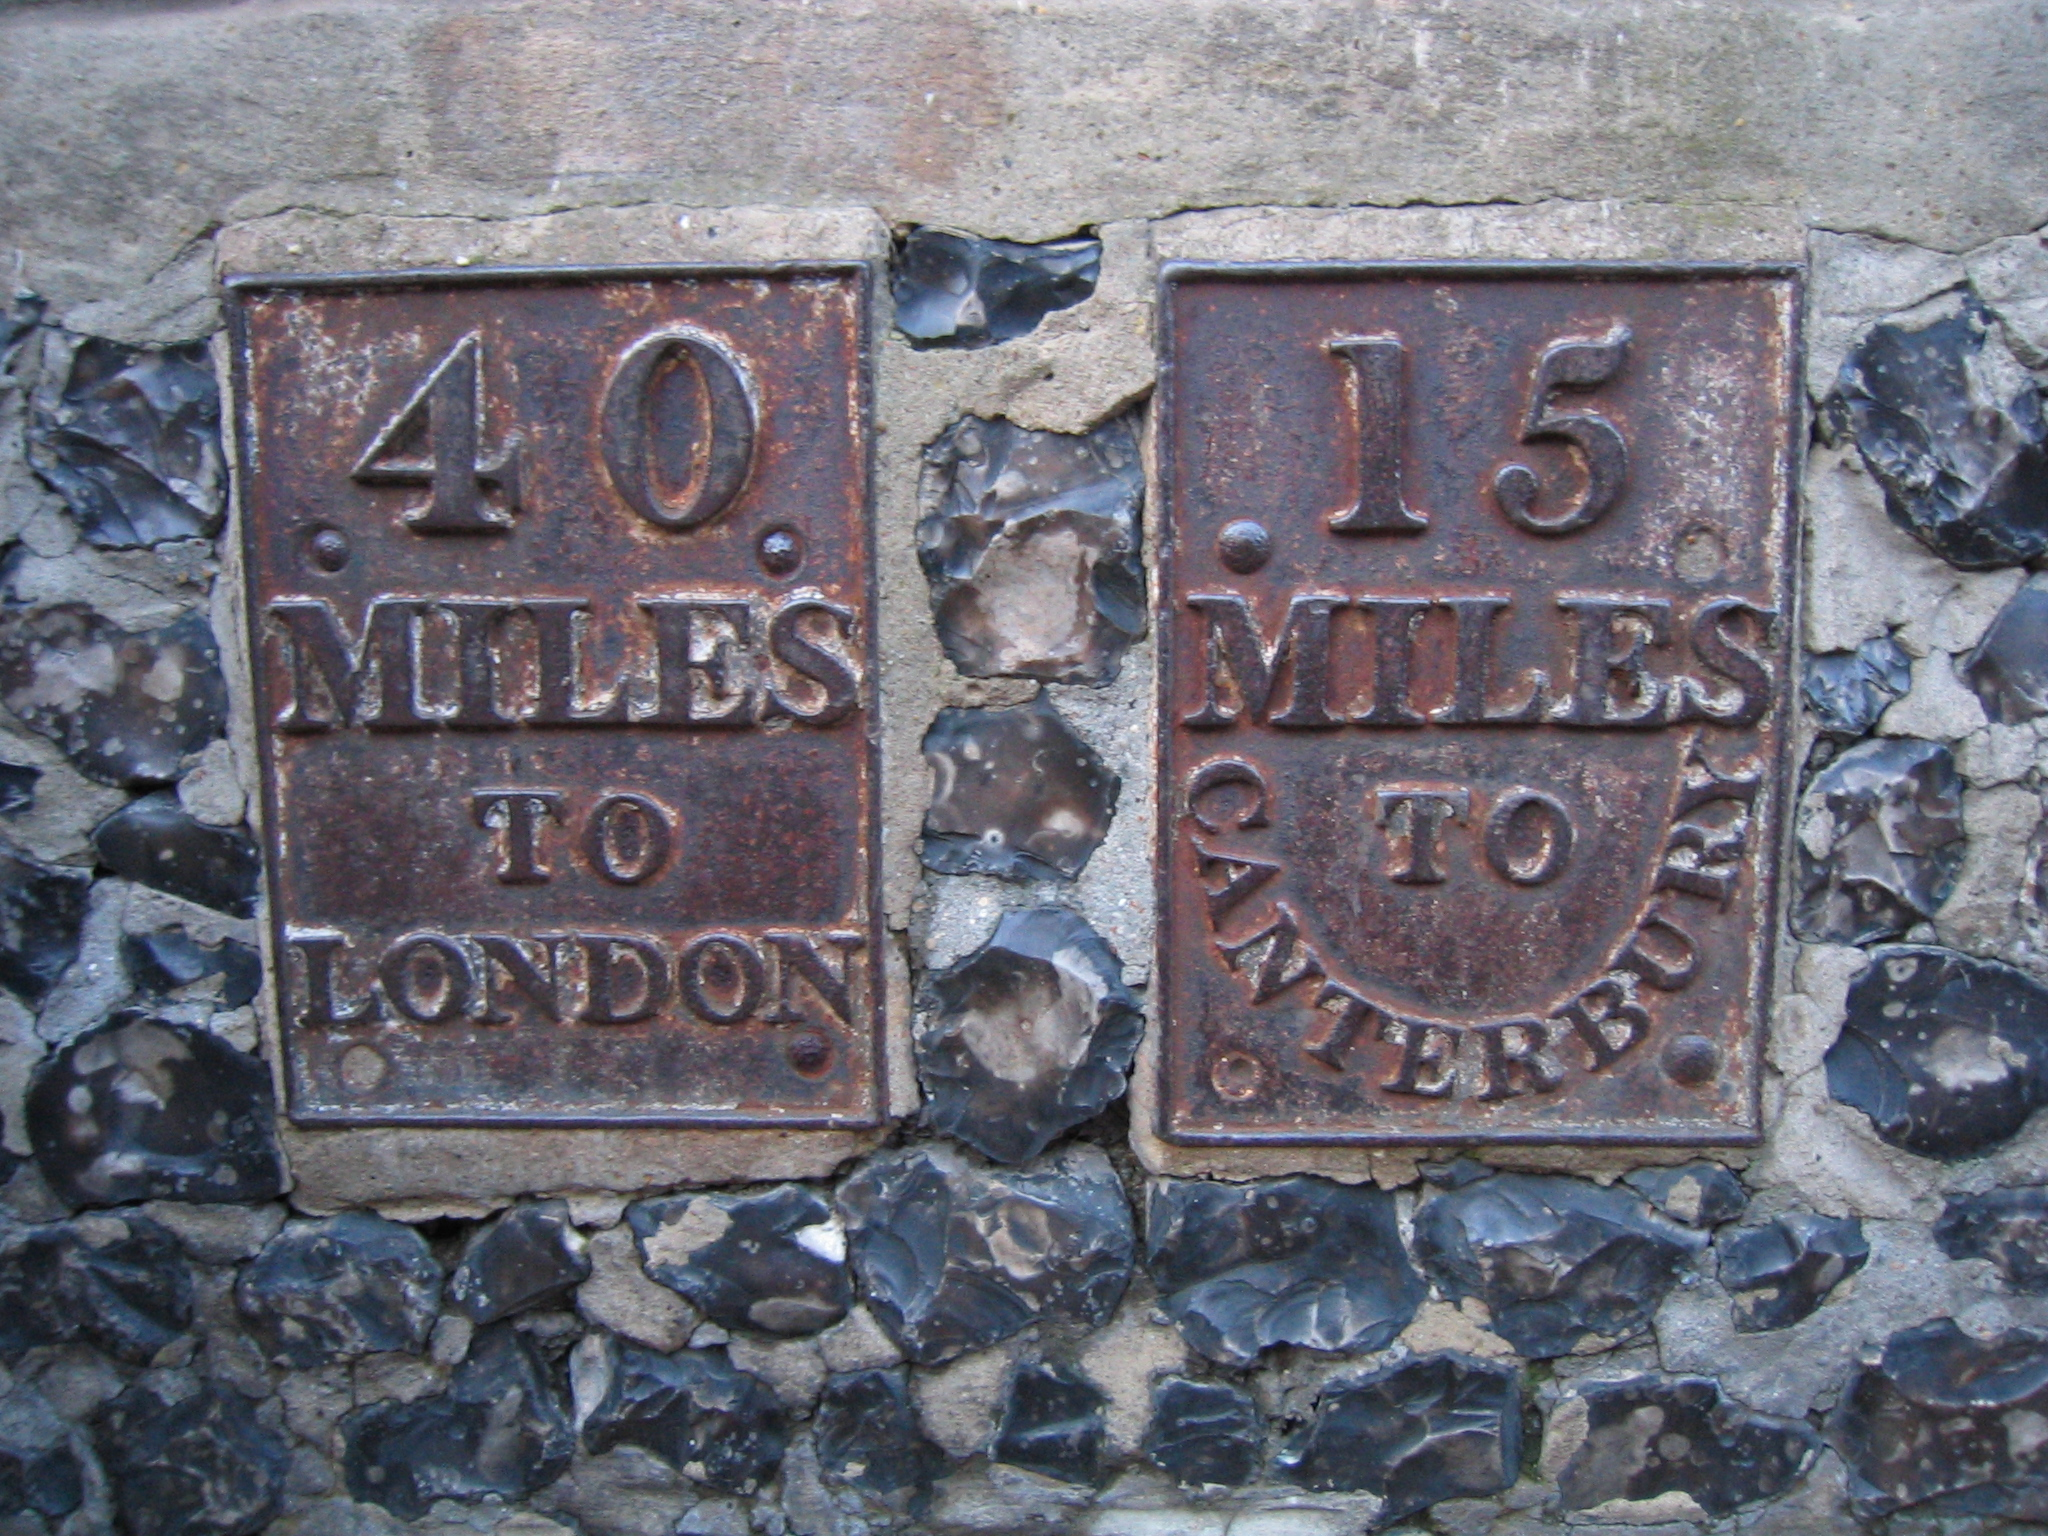 40
MILES
TO
LONDON
15
MILES
TO
CANTERBURY